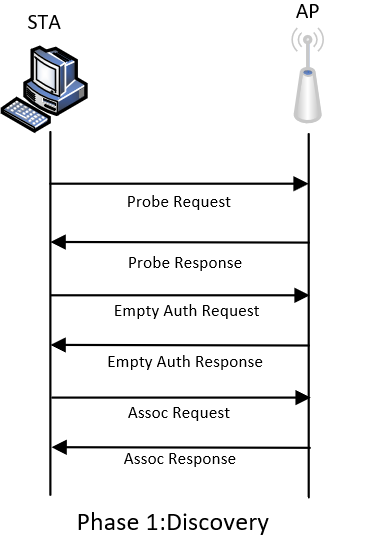 STA
AP
Probe Request
Probe Response
Empty Auth Request
Empty Auth Response
Assoc Request
Assoc Response
Phase 1:Discovery